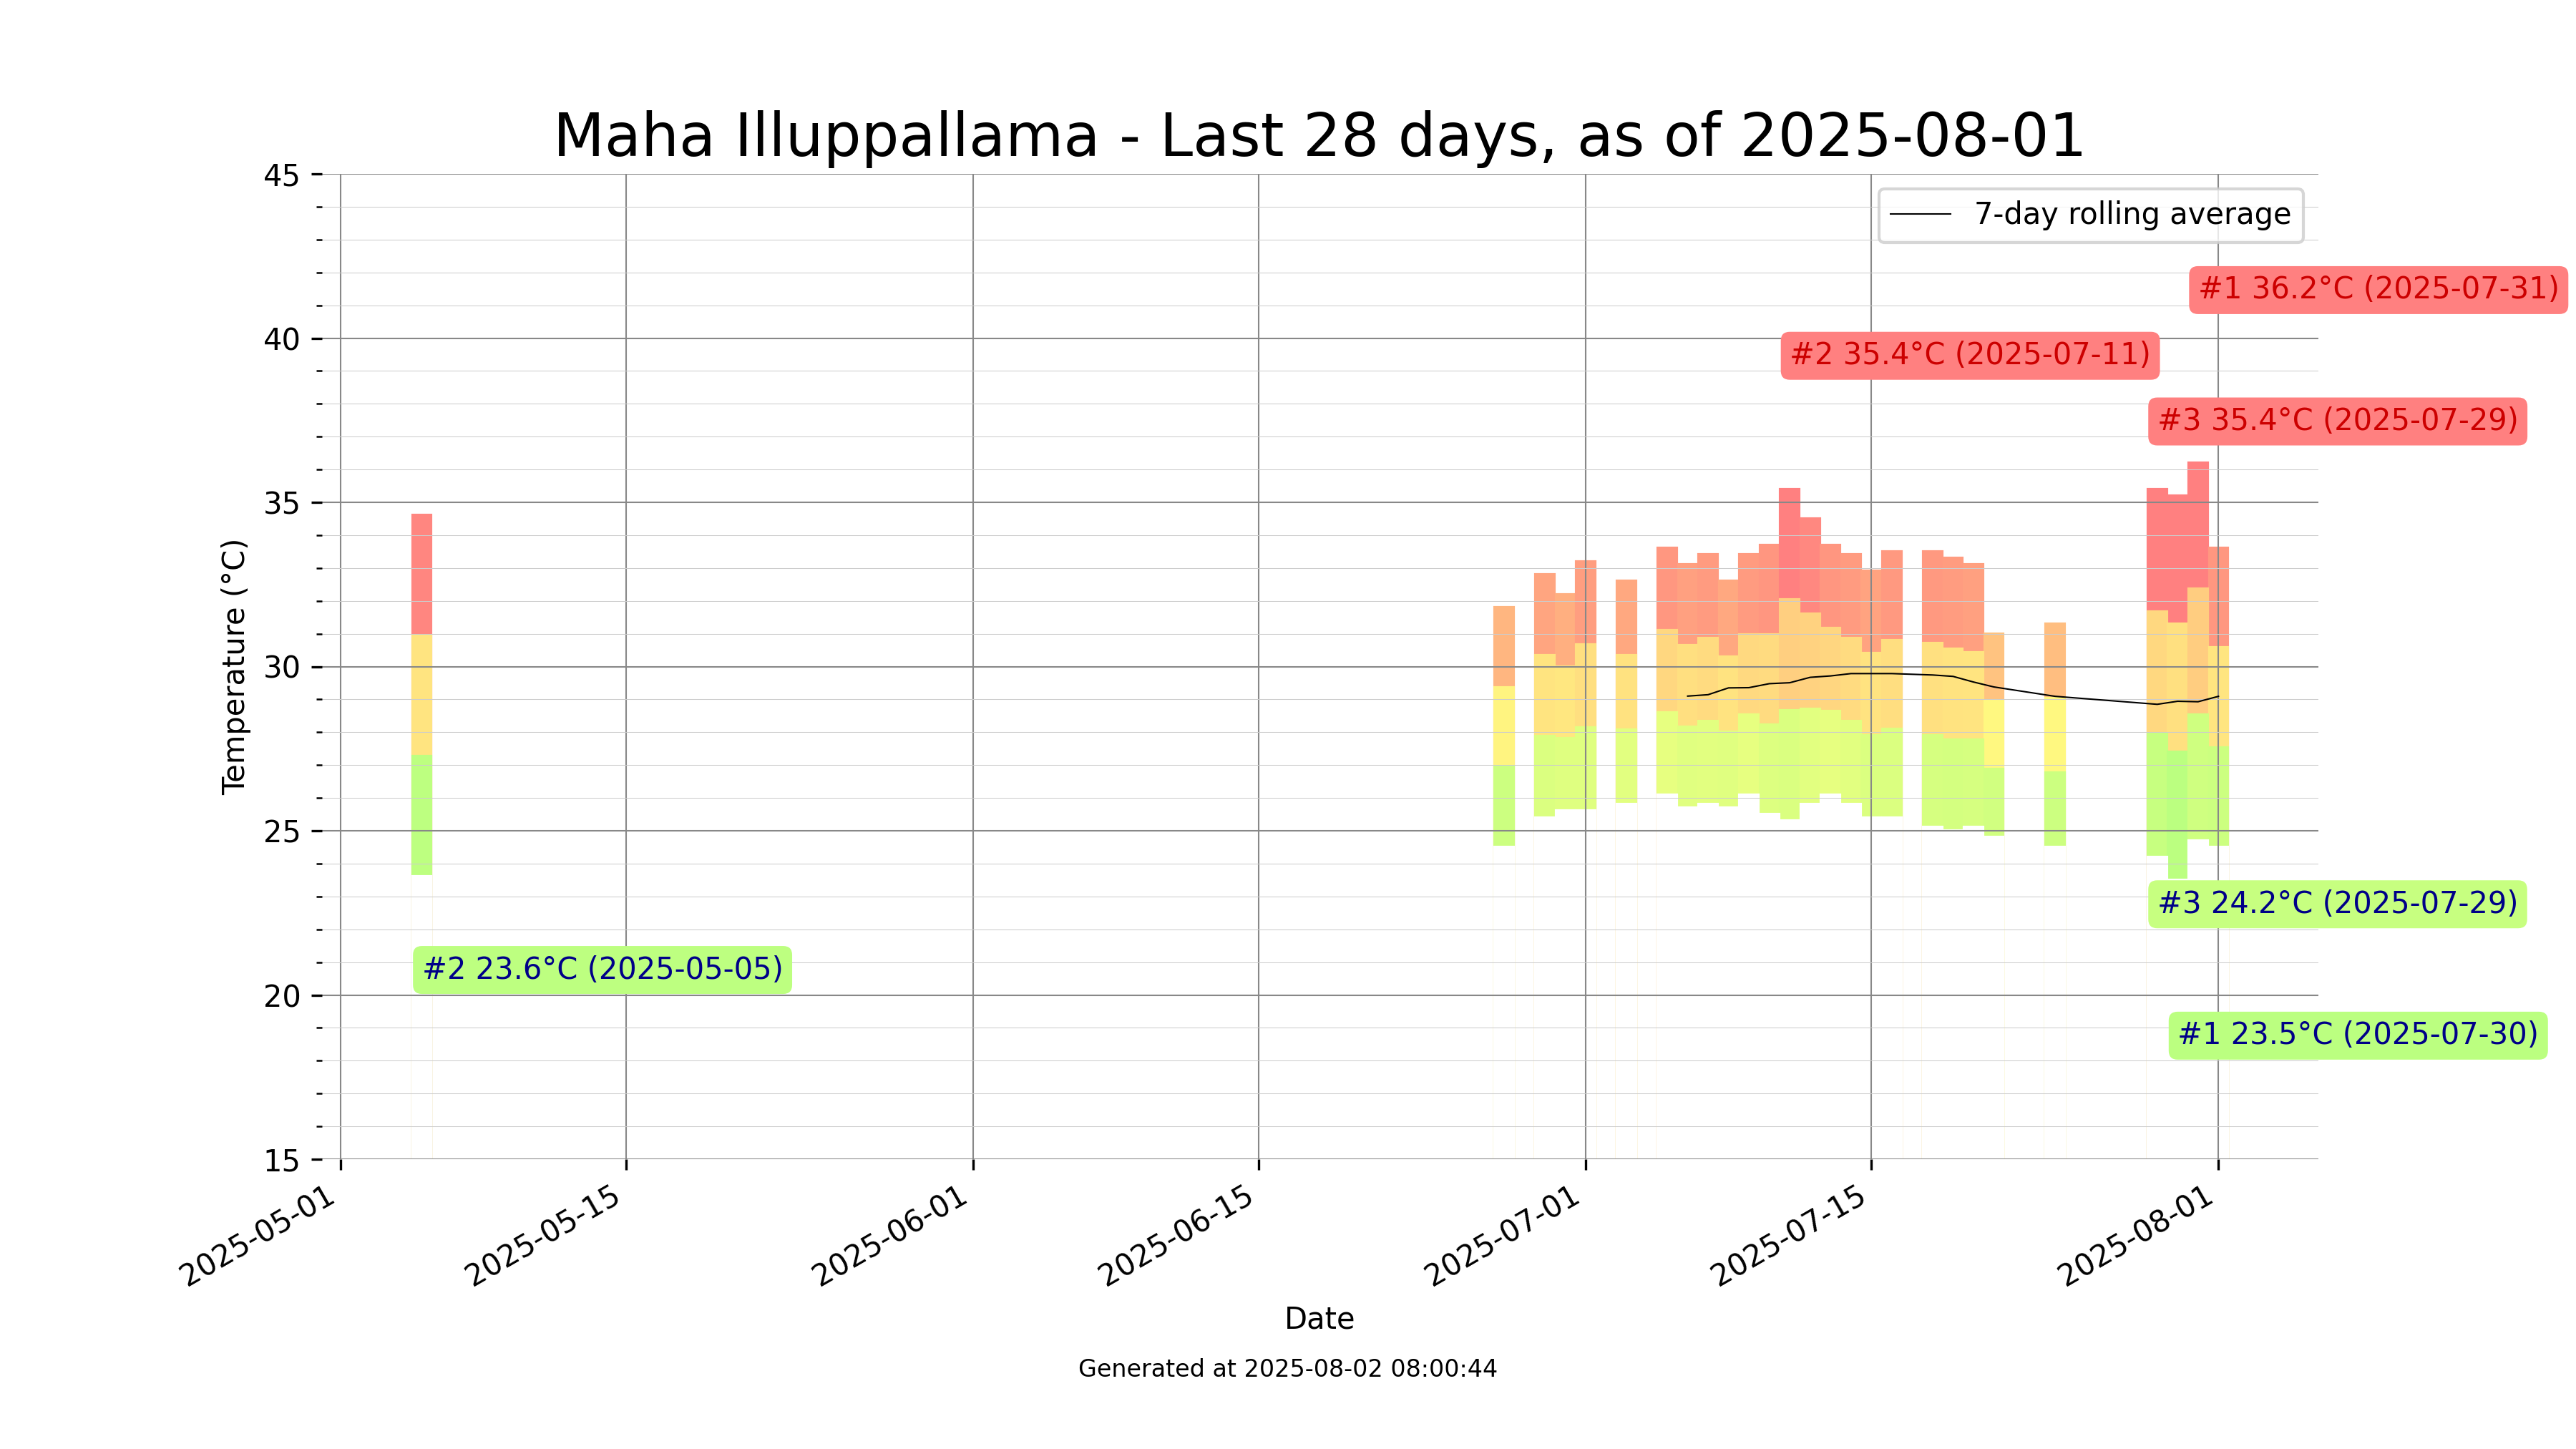 Maha Illuppallama - Last 28 days, as of 2025-08-01
7-day rolling average
#1 36.2°C (2025-07-31)
#2 35.4°C (2025-07-11)
#3 35.4°C (2025-07-29)
#3 24.2°C (2025-07-29)
#2 23.6°C (2025-05-05)
#1 23.5°C (2025-07-30)
Temperature (°C)
45
40
35
30
25
20
15
2025-05-01
2025-05-15
2025-06-01
2025-06-15
2025-07-01
2025-07-15
2025-08-01
Date
Generated at 2025-08-02 08:00:44